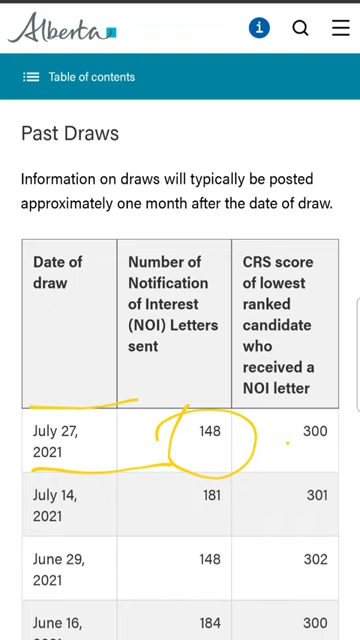 Alberta
i
Table of contents
Past Draws
Information on draws will typically be posted
approximately one month after the date of draw.
Date of
draw
Number of
Notification
of Interest
(NOI) Letters
sent
CRS score
of lowest
ranked
candidate
who
received a
NOI letter
July 27,
2021
148
300
July 14,
2021
181
301
June 29,
2021
148
302
June 16,
2021
184
300